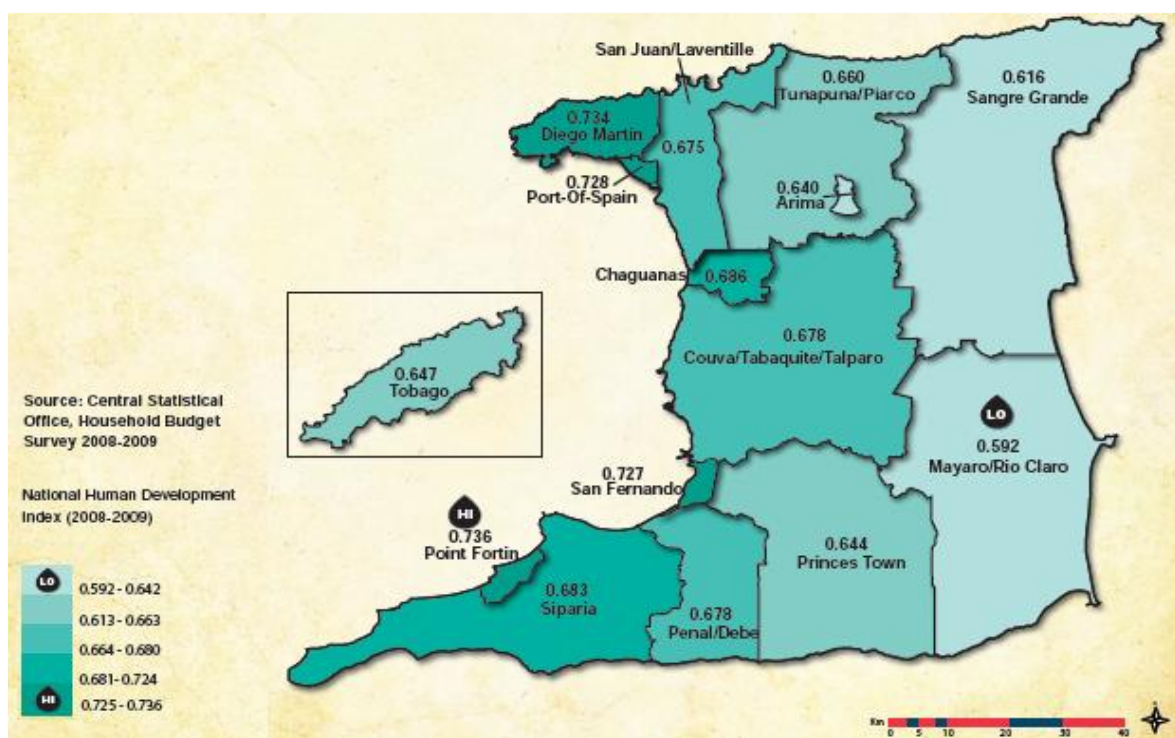 San Juan/Laventille
0.660
Tunapuna/Piarco
0.616
Sangre Grande
0.734
Diego Martin
0.675
0.728
Port-Of-Spain
0.640
Arima
Chaguanas
0.686
0.678
Couva/Tabaquite/Talparo
0.647
Tobago
Source: Central Statistical
Office, Household Budget
Survey 2008-2009
LO
0.592
Mayaro/Rio Claro
0.727
San Fernando
National Human Development
Index (2008-2009)
HI
0.736
Point Fortin
0.644
Princes Town
0.683
Siparia
0.678
Penal/Debe
LO
0.592 - 0.642
0.613 - 0.663
0.664 - 0.680
0.681- 0.724
HI
0.725 - 0.736
Km
0 5 10 20 30 40